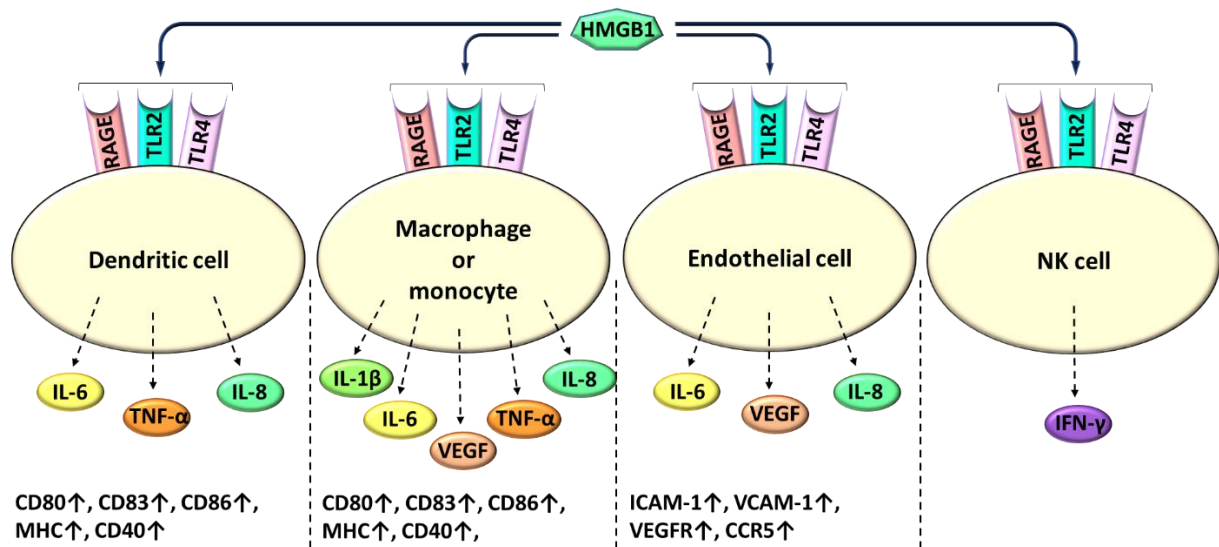 HMGB1
RAGE
TLR2
TLR4
RAGE
TLR2
TLR4
RAGE
TLR2
TLR4
RAGE
TLR2
TLR4
Dendritic cell
Macrophage
or
monocyte
Endothelial cell
NK cell
IL-6
TNF-α
IL-8
IL-1β
IL-6
VEGF
TNF-α
IL-8
IL-6
VEGF
IL-8
IFN-γ
CD80↑, CD83↑, CD86↑,
MHC↑, CD40↑
CD80↑, CD83↑, CD86↑,
MHC↑, CD40↑,
ICAM-1↑, VCAM-1↑,
VEGFR↑, CCR5↑